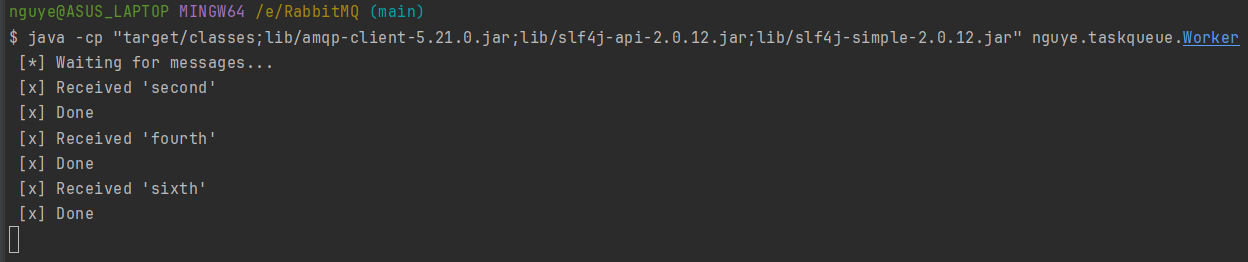 nguye@ASUS_LAPTOP MINGW64 /e/RabbitMQ (main)
$ java -cp "target/classes;lib/amqp-client-5.21.0.jar;lib/slf4j-api-2.0.12.jar;lib/slf4j-simple-2.0.12.jar" nguye.taskqueue.Worker
[*] Waiting for messages...
[x] Received 'second'
[x] Done
[x] Received 'fourth'
[x] Done
[x] Received 'sixth'
[x] Done